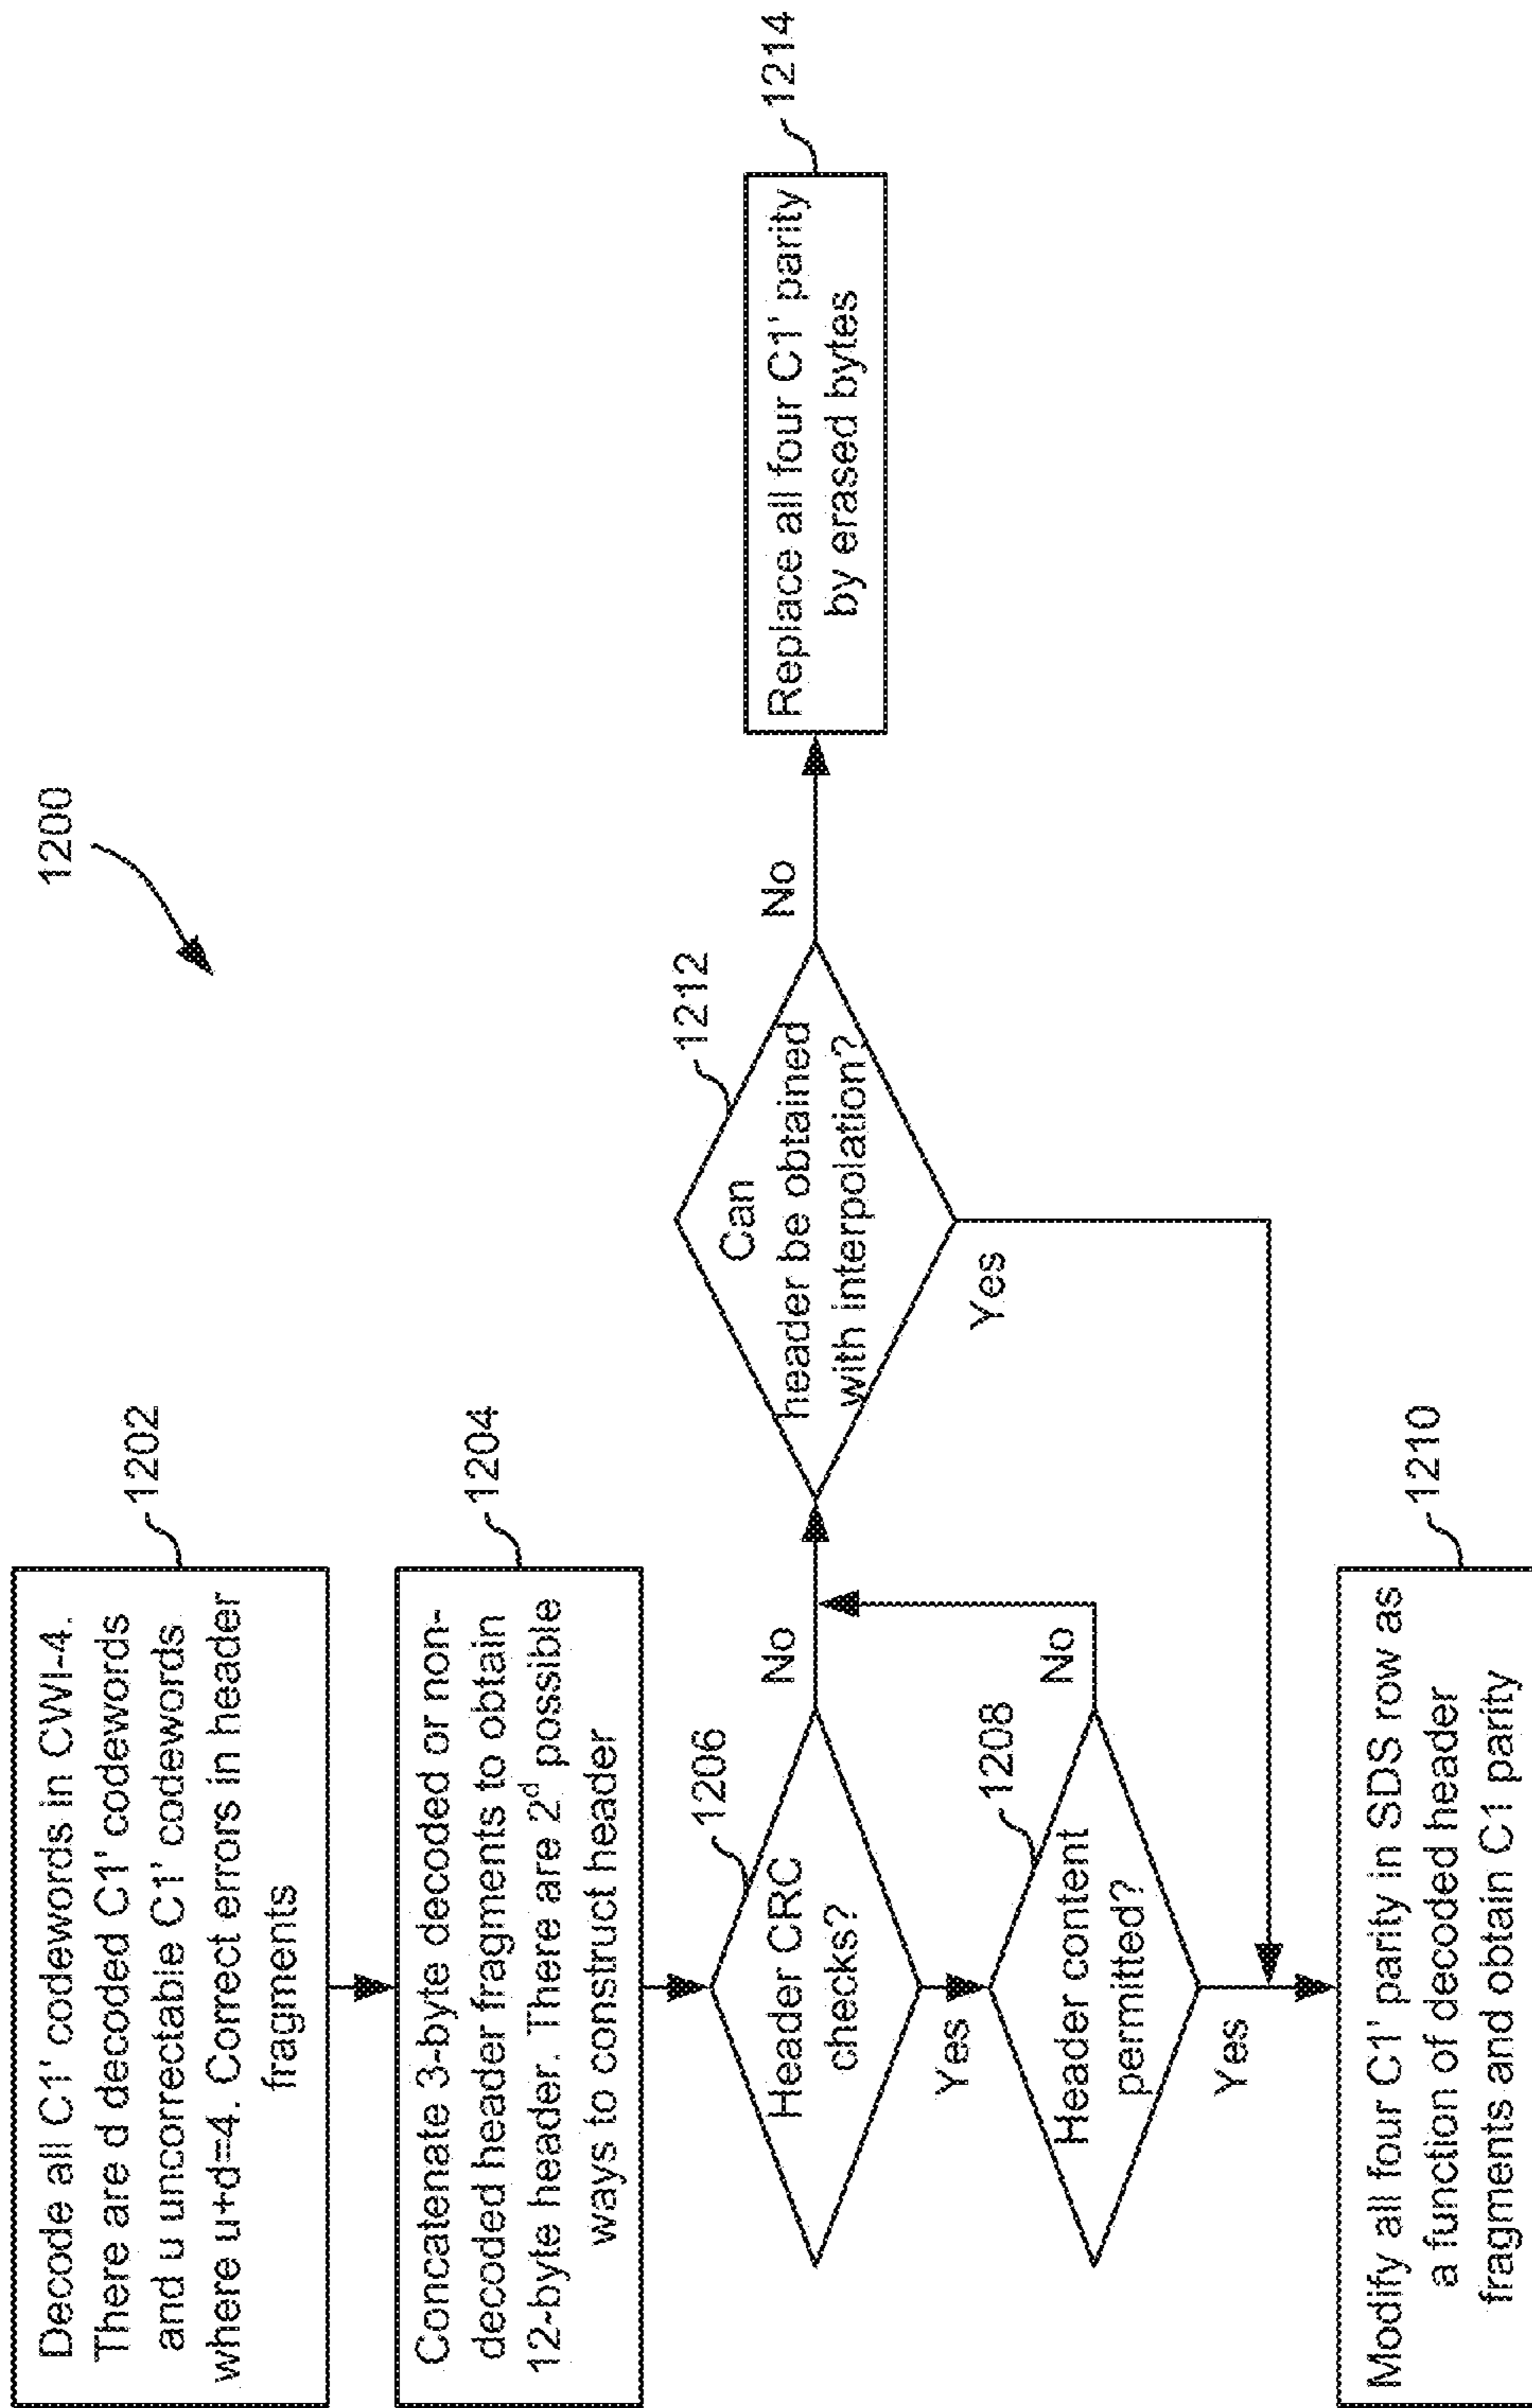 1200
Decode all C1' codewords in CWI-4.
There are d decoded C1' codewords
and u uncorrectable C1' codewords
where u+d=4. Correct errors in header
fragments
1202
Concatenate 3-byte decoded or non-
decoded header fragments to obtain
12-byte header. There are 2^d possible
ways to construct header
1204
Header CRC
checks?
1206
No
Yes
Header content
permitted?
1208
No
Yes
Can
header be obtained
with interpolation?
1212
No
Yes
Replace all four C1' parity
by erased bytes
1214
Modify all four C1' parity in SDS row as
a function of decoded header
fragments and obtain C1 parity
1210